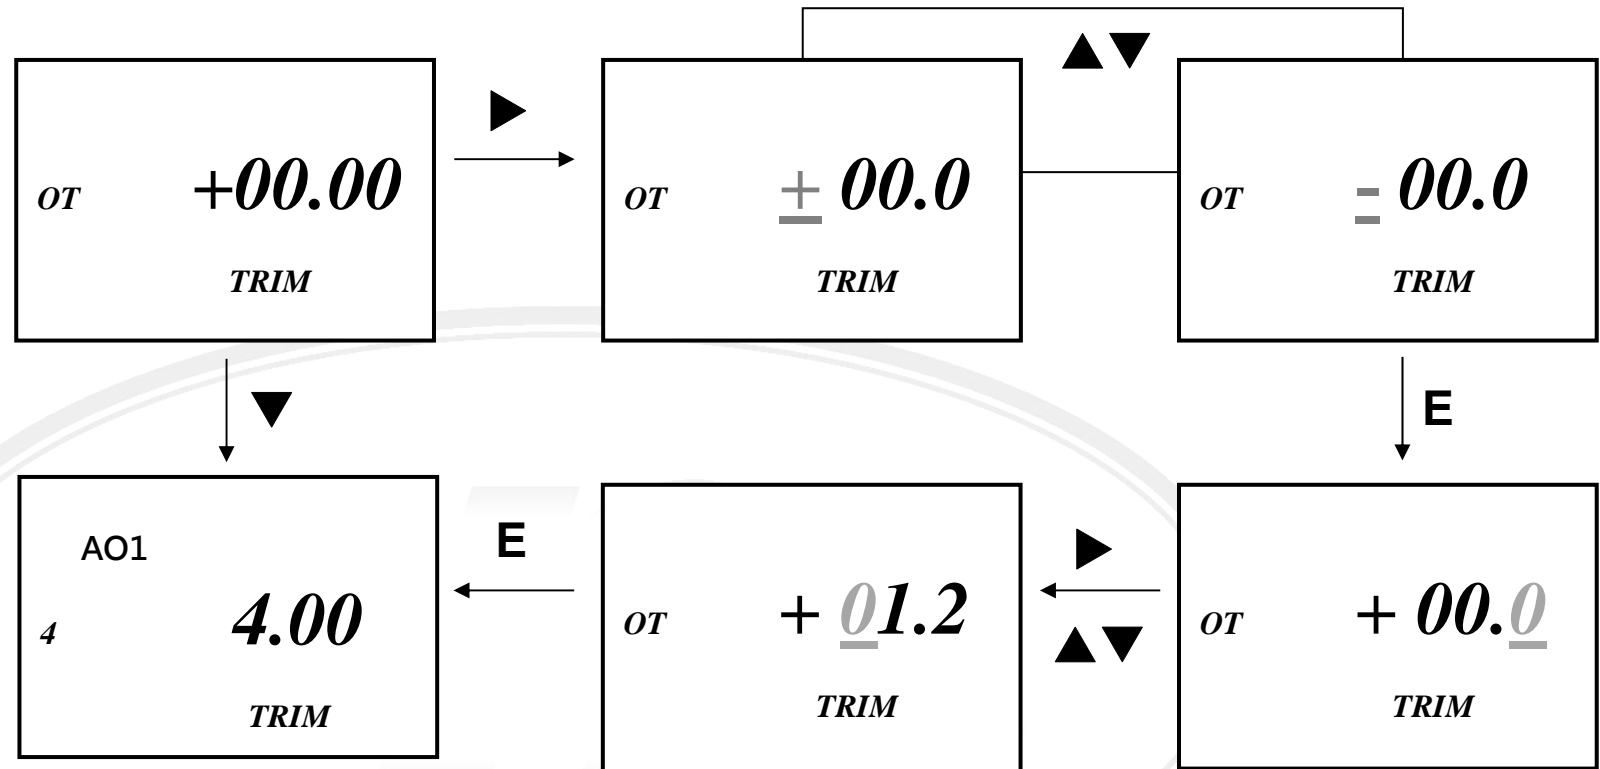 OT +00.00
TRIM
OT + 00.0
TRIM
OT - 00.0
TRIM
E
AO1
4 4.00
TRIM
E
OT + 01.2
TRIM
OT + 00.0
TRIM